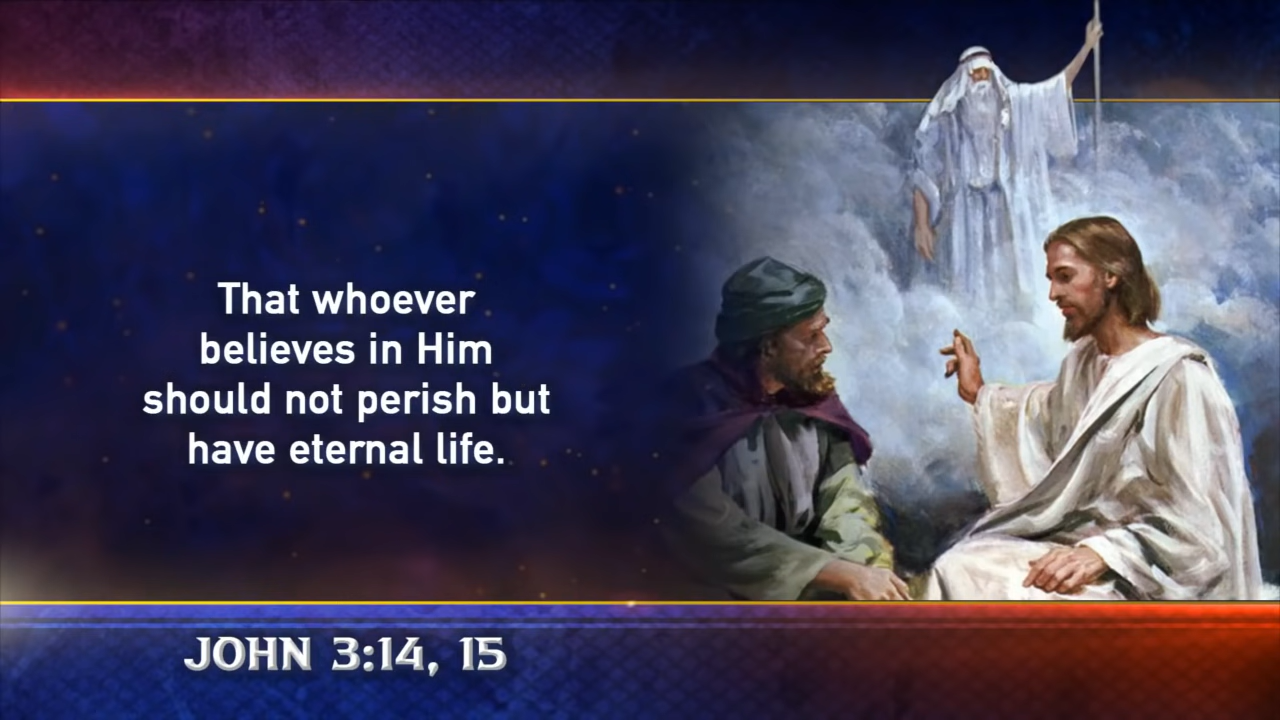 That whoever
believes in Him
should not perish but
have eternal life.
JOHN 3:14, 15